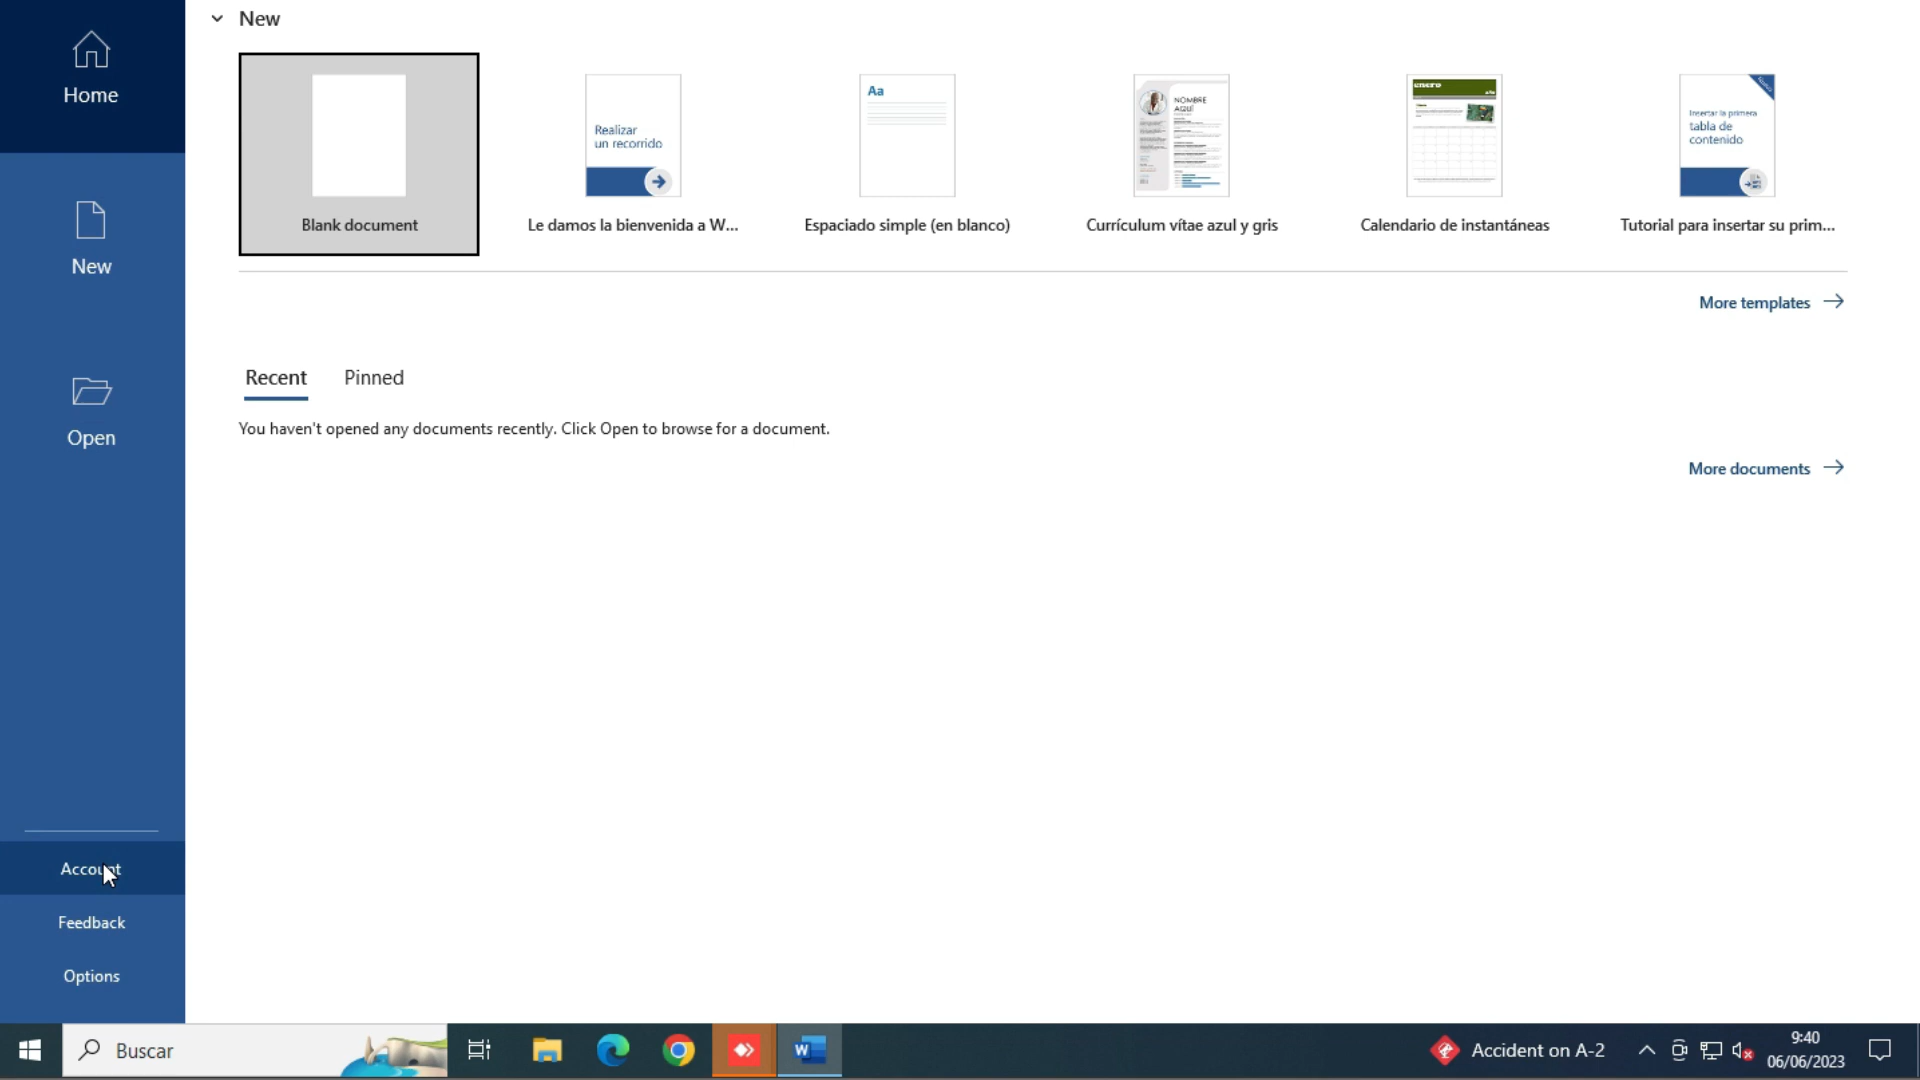 New
Home
New
Open
Account
Feedback
Options
Realizar
un recorrido
Aa
NOMBRE
AQUÍ
enero
Insertar la primera
tabla de
contenido
Blank document
Le damos la bienvenida a W...
Espaciado simple (en blanco)
Currículum vítae azul y gris
Calendario de instantáneas
Tutorial para insertar su prim...
More templates
Recent Pinned
You haven't opened any documents recently. Click Open to browse for a document.
More documents
Buscar
Accident on A-2
9:40
06/06/2023